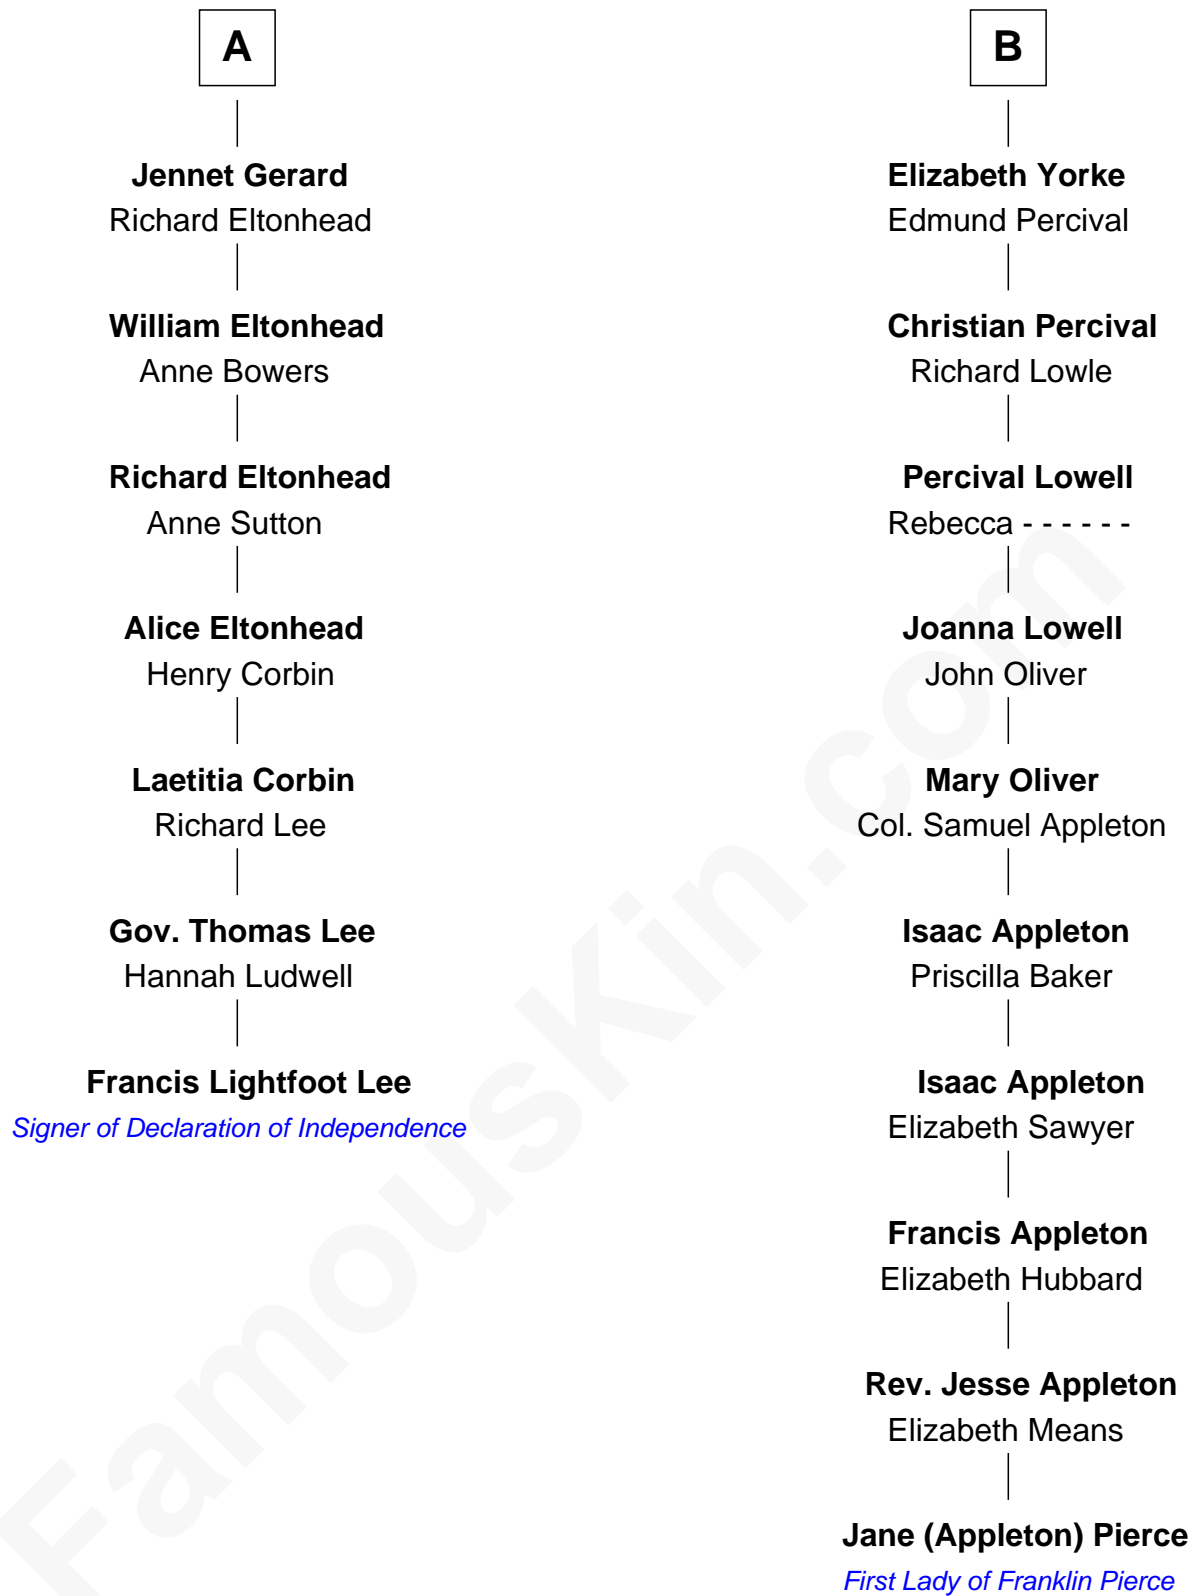 A
Jennet Gerard
Richard Eltonhead
William Eltonhead
Anne Bowers
Richard Eltonhead
Anne Sutton
Alice Eltonhead
Henry Corbin
Laetitia Corbin
Richard Lee
Gov. Thomas Lee
Hannah Ludwell
Francis Lightfoot Lee
Signer of Declaration of Independence
B
Elizabeth Yorke
Edmund Percival
Christian Percival
Richard Lowle
Percival Lowell
Rebecca - - - - - -
Joanna Lowell
John Oliver
Mary Oliver
Col. Samuel Appleton
Isaac Appleton
Priscilla Baker
Isaac Appleton
Elizabeth Sawyer
Francis Appleton
Elizabeth Hubbard
Rev. Jesse Appleton
Elizabeth Means
Jane (Appleton) Pierce
First Lady of Franklin Pierce
FamousKin.com